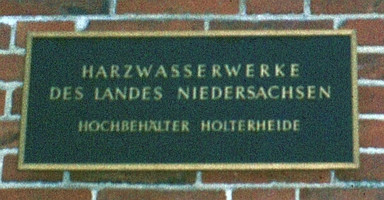 HARZWASSERWERKE
DES LANDES NIEDERSACHSEN
HOCHBEHÄLTER HOLTERHEIDE